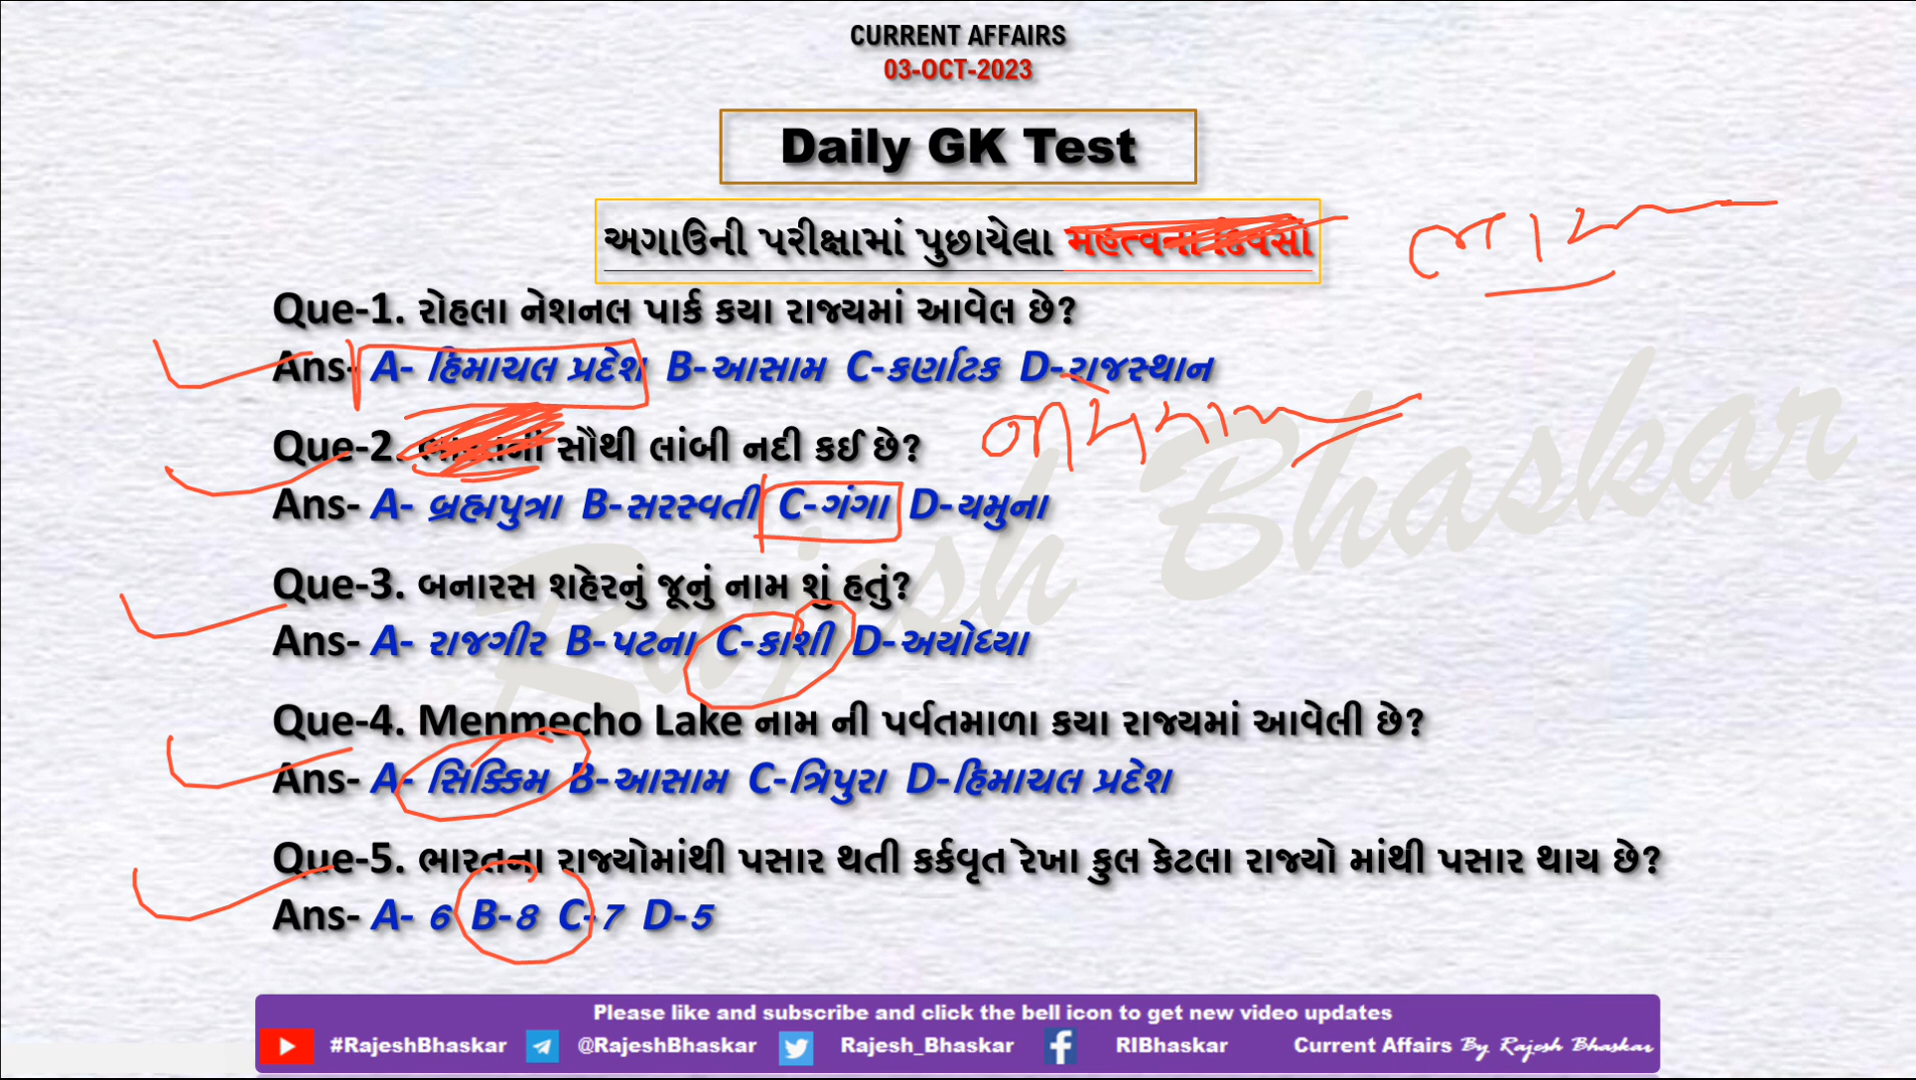 CURRENT AFFAIRS
03-OCT-2023
Daily GK Test
અગાઉની પરીક્ષામાં પુછાયેલા મહત્વના દિવસો
Que-1. રોહલા નેશનલ પાર્ક કયા રાજ્યમાં આવેલ છે?
Ans- A- હિમાચલ પ્રદેશ B-આસામ C-કર્ણાટક D-રાજસ્થાન
Que-2. સૌથી લાંબી નદી કઈ છે?
Ans- A- બ્રહ્મપુત્રા B-સરસ્વતી C-ગંગા D-યમુના
Que-3. બનારસ શહેરનું જૂનું નામ શું હતું?
Ans- A- રાજગીર B-પટના C-કાશી D-અયોધ્યા
Que-4. Menmecho Lake નામ ની પર્વતમાળા કયા રાજ્યમાં આવેલી છે?
Ans- A- સિક્કિમ B-આસામ C-ત્રિપુરા D-હિમાચલ પ્રદેશ
Que-5. ભારતના રાજ્યોમાંથી પસાર થતી કર્કવૃત રેખા કુલ કેટલા રાજ્યો માંથી પસાર થાય છે?
Ans- A- 6 B-8 C-7 D-5
Rajesh Bhaskar
Please like and subscribe and click the bell icon to get new video updates
#RajeshBhaskar @RajeshBhaskar Rajesh_Bhaskar RIBhaskar Current Affairs By Rajesh Bhaskar